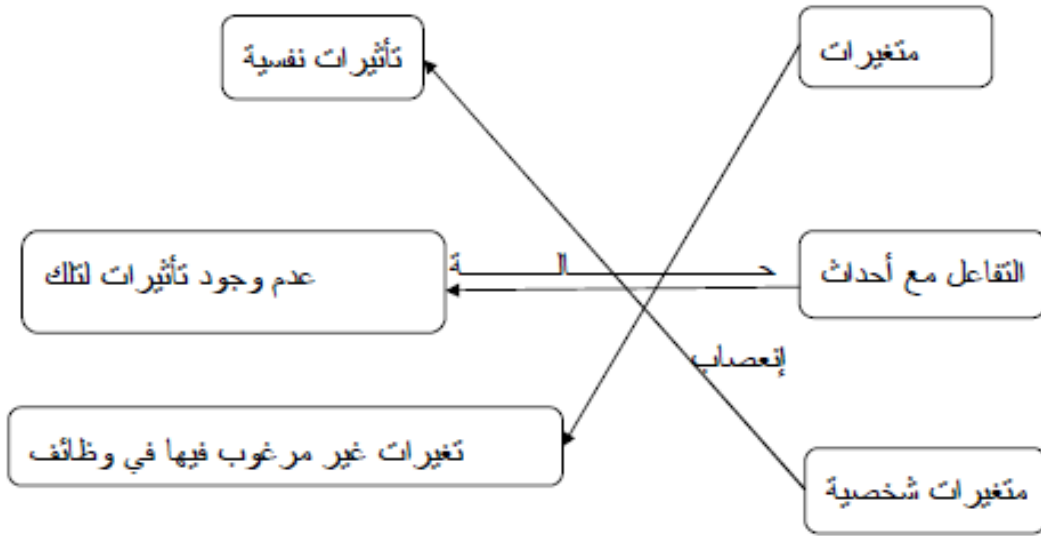 متغيرات
تأثيرات نفسية
التفاعل مع أحداث
حـــــــــــالـــــــــــة
عدم وجود تأثيرات لتلك
إنعصاب
تغيرات غير مرغوب فيها في وظائف
متغيرات شخصية